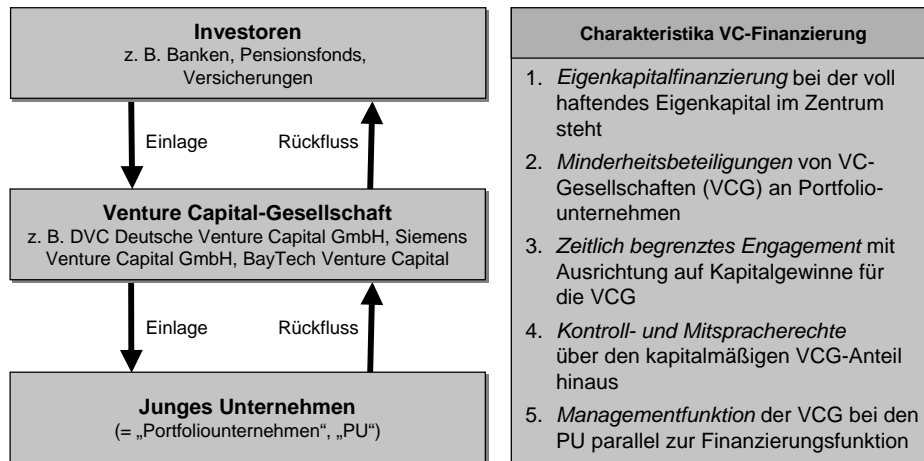 Investoren
z. B. Banken, Pensionsfonds,
Versicherungen
Einlage
Rückfluss
Venture Capital-Gesellschaft
z. B. DVC Deutsche Venture Capital GmbH, Siemens
Venture Capital GmbH, BayTech Venture Capital
Einlage
Rückfluss
Junges Unternehmen
(= „Portfoliounternehmen“, „PU“)
Charakteristika VC-Finanzierung
1. Eigenkapitalfinanzierung bei der voll
haftendes Eigenkapital im Zentrum
steht
2. Minderheitsbeteiligungen von VC-
Gesellschaften (VCG) an Portfolio-
unternehmen
3. Zeitlich begrenztes Engagement mit
Ausrichtung auf Kapitalgewinne für
die VCG
4. Kontroll- und Mitspracherechte
über den kapitalmäßigen VCG-Anteil
hinaus
5. Managementfunktion der VCG bei den
PU parallel zur Finanzierungsfunktion